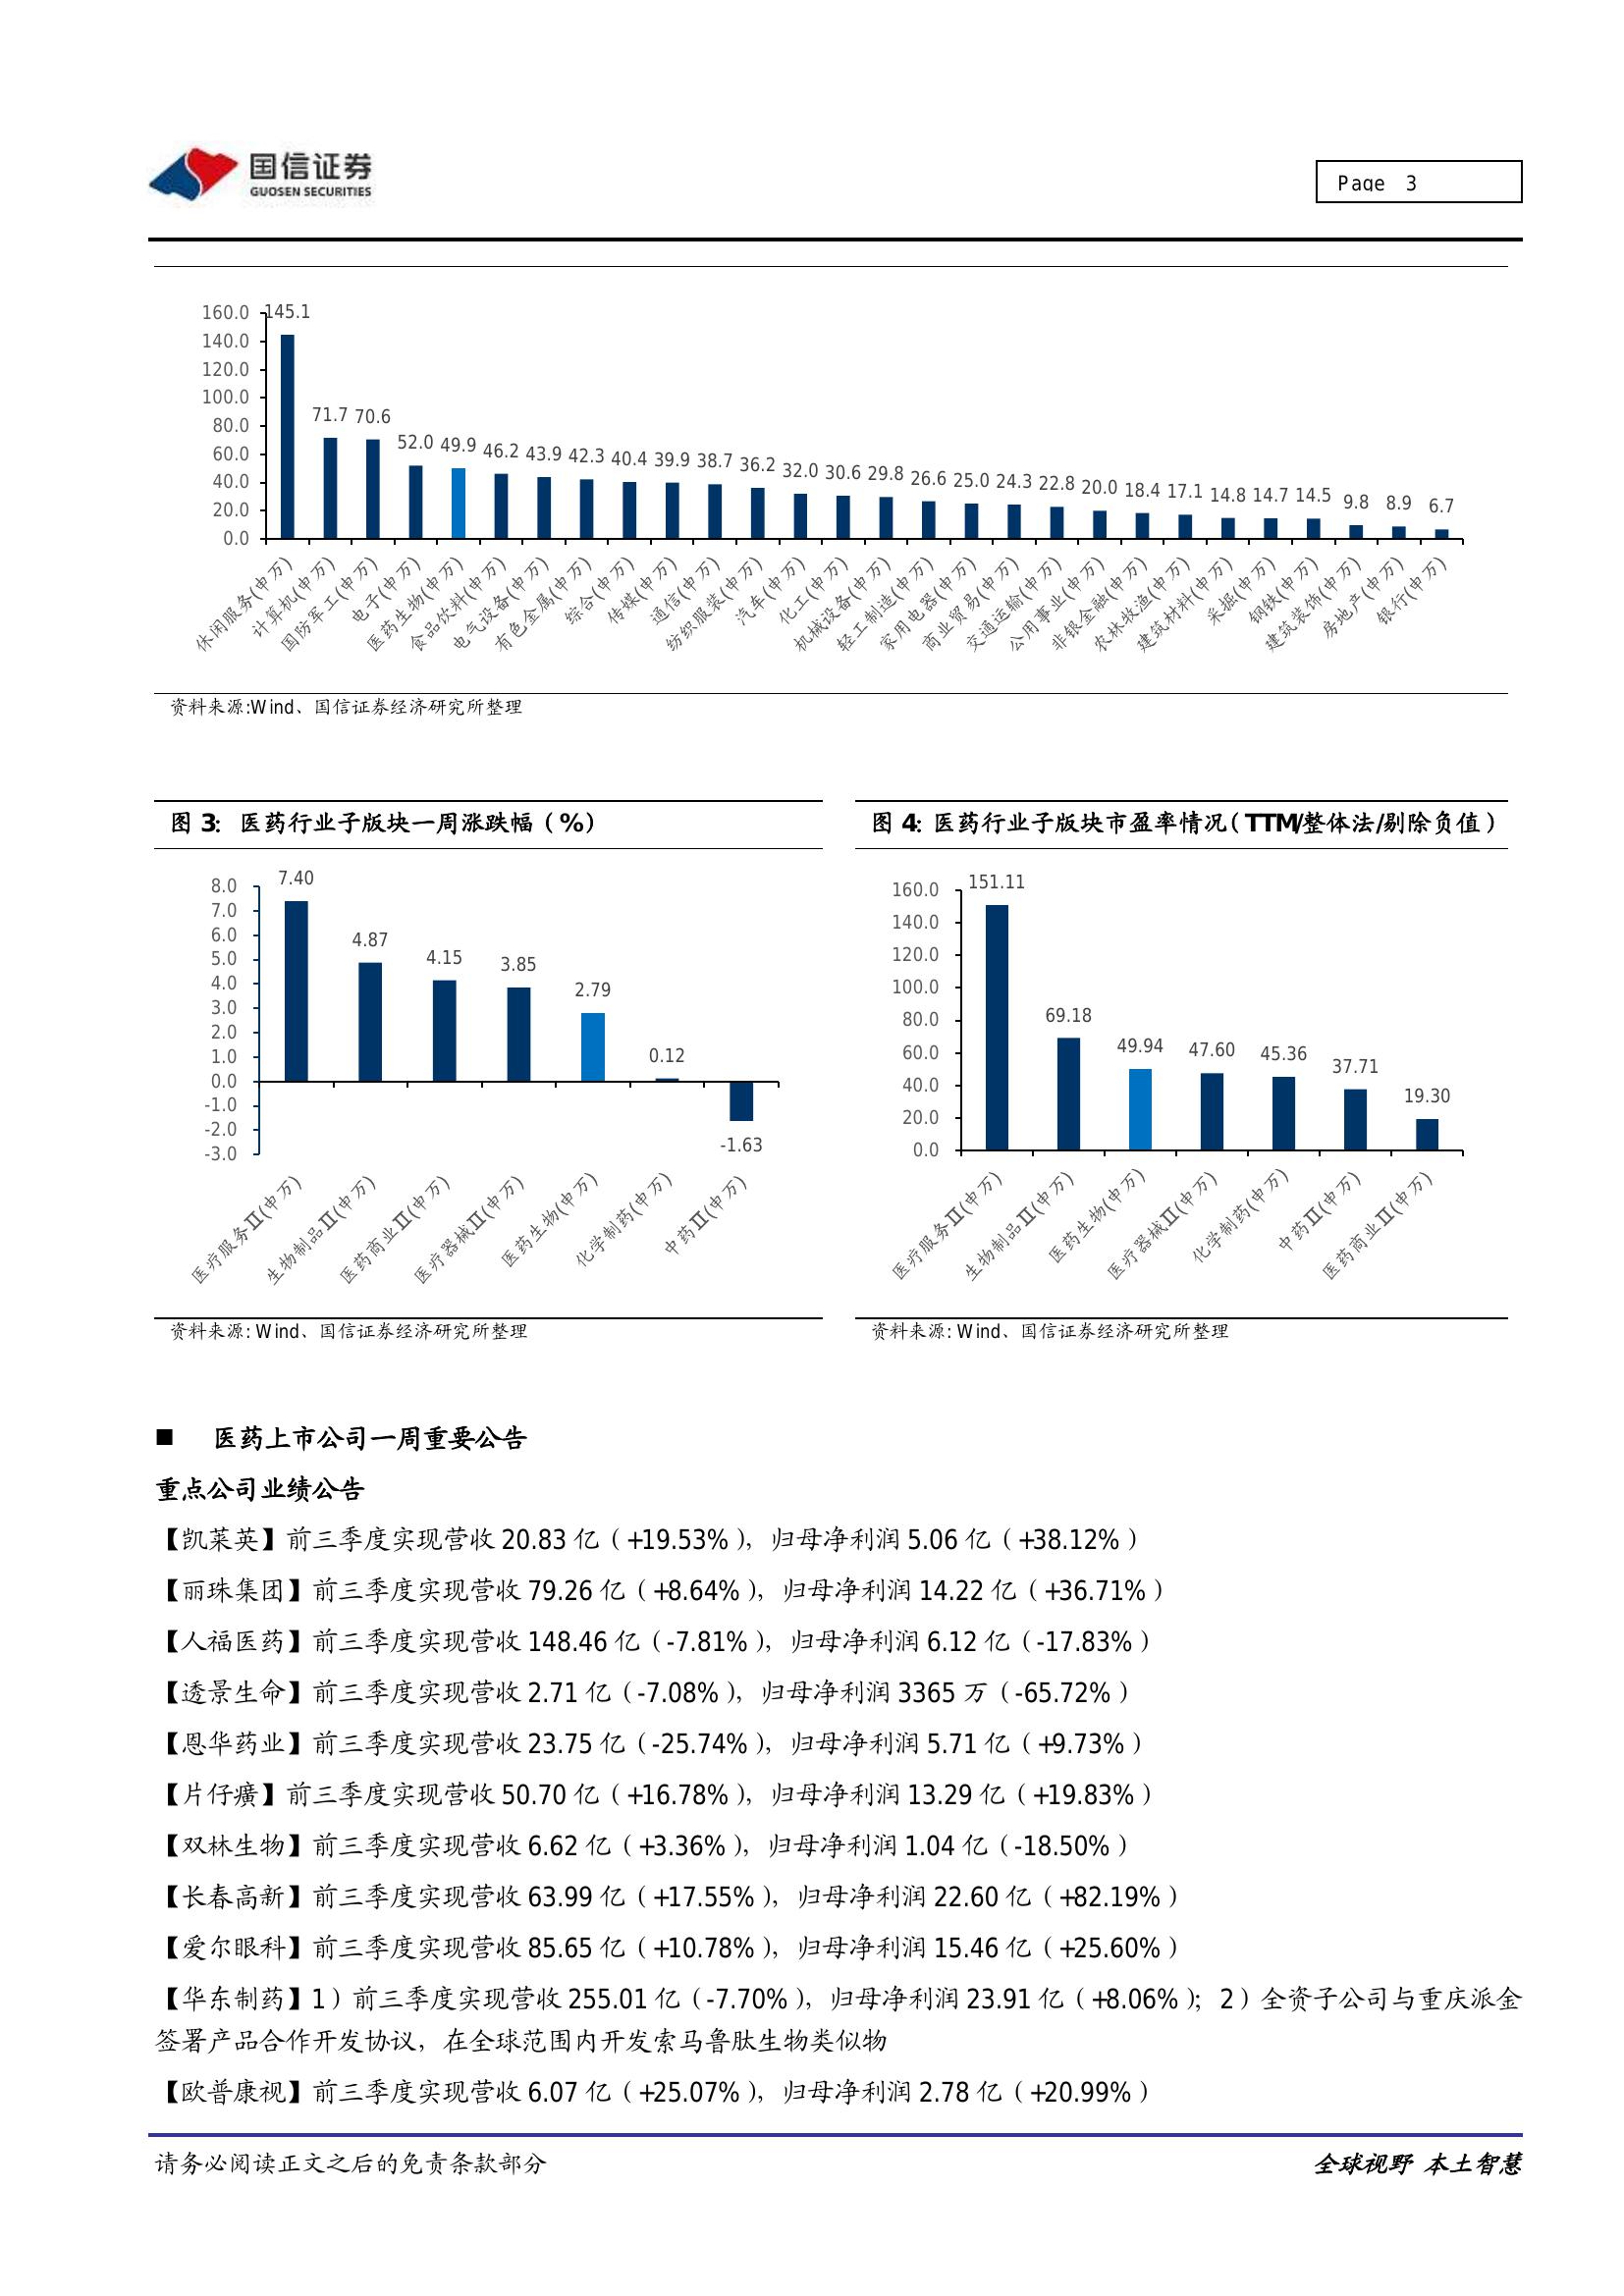 国信证券
GUOSEN SECURITIES
Page 3
160.0
140.0
120.0
100.0
80.0
60.0
40.0
20.0
0.0
145.1 71.7 70.6 52.0 49.9 46.2 43.9 42.3 40.4 39.9 38.7 36.2 32.0 30.6 29.8 26.6 25.0 24.3 22.8 20.0 18.4 17.1 14.8 14.7 14.5 9.8 8.9 6.7
休闲服务(申万)
计算机(申万)
国防军工(申万)
电子(申万)
医药生物(申万)
食品饮料(申万)
电气设备(申万)
有色金属(申万)
综合(申万)
传媒(申万)
通信(申万)
纺织服装(申万)
汽车(申万)
化工(申万)
机械设备(申万)
轻工制造(申万)
家用电器(申万)
商业贸易(申万)
交通运输(申万)
公用事业(申万)
非银金融(申万)
农林牧渔(申万)
建筑材料(申万)
采掘(申万)
钢铁(申万)
建筑装饰(申万)
房地产(申万)
银行(申万)
资料来源:Wind、国信证券经济研究所整理
图 3：医药行业子版块一周涨跌幅（%）
8.0
7.0
6.0
5.0
4.0
3.0
2.0
1.0
0.0
-1.0
-2.0
-3.0
7.40
4.87
4.15
3.85
2.79
0.12
-1.63
医疗服务Ⅱ(申万)
生物制品Ⅱ(申万)
医药商业Ⅱ(申万)
医疗器械Ⅱ(申万)
医药生物(申万)
化学制药(申万)
中药Ⅱ(申万)
资料来源: Wind、国信证券经济研究所整理
图 4：医药行业子版块市盈率情况（TTM/整体法/剔除负值）
160.0
140.0
120.0
100.0
80.0
60.0
40.0
20.0
0.0
151.11
69.18
49.94
47.60
45.36
37.71
19.30
医疗服务Ⅱ(申万)
生物制品Ⅱ(申万)
医药生物(申万)
医疗器械Ⅱ(申万)
化学制药(申万)
中药Ⅱ(申万)
医药商业Ⅱ(申万)
资料来源: Wind、国信证券经济研究所整理
■ 医药上市公司一周重要公告
重点公司业绩公告
【凯莱英】前三季度实现营收 20.83 亿（+19.53%），归母净利润 5.06 亿（+38.12%）
【丽珠集团】前三季度实现营收 79.26 亿（+8.64%），归母净利润 14.22 亿（+36.71%）
【人福医药】前三季度实现营收 148.46 亿（-7.81%），归母净利润 6.12 亿（-17.83%）
【透景生命】前三季度实现营收 2.71 亿（-7.08%），归母净利润 3365 万（-65.72%）
【恩华药业】前三季度实现营收 23.75 亿（-25.74%），归母净利润 5.71 亿（+9.73%）
【片仔癀】前三季度实现营收 50.70 亿（+16.78%），归母净利润 13.29 亿（+19.83%）
【双林生物】前三季度实现营收 6.62 亿（+3.36%），归母净利润 1.04 亿（-18.50%）
【长春高新】前三季度实现营收 63.99 亿（+17.55%），归母净利润 22.60 亿（+82.19%）
【爱尔眼科】前三季度实现营收 85.65 亿（+10.78%），归母净利润 15.46 亿（+25.60%）
【华东制药】1）前三季度实现营收 255.01 亿（-7.70%），归母净利润 23.91 亿（+8.06%）；2）全资子公司与重庆派金
签署产品合作开发协议，在全球范围内开发索马鲁肽生物类似物
【欧普康视】前三季度实现营收 6.07 亿（+25.07%），归母净利润 2.78 亿（+20.99%）
请务必阅读正文之后的免责条款部分
全球视野 本土智慧